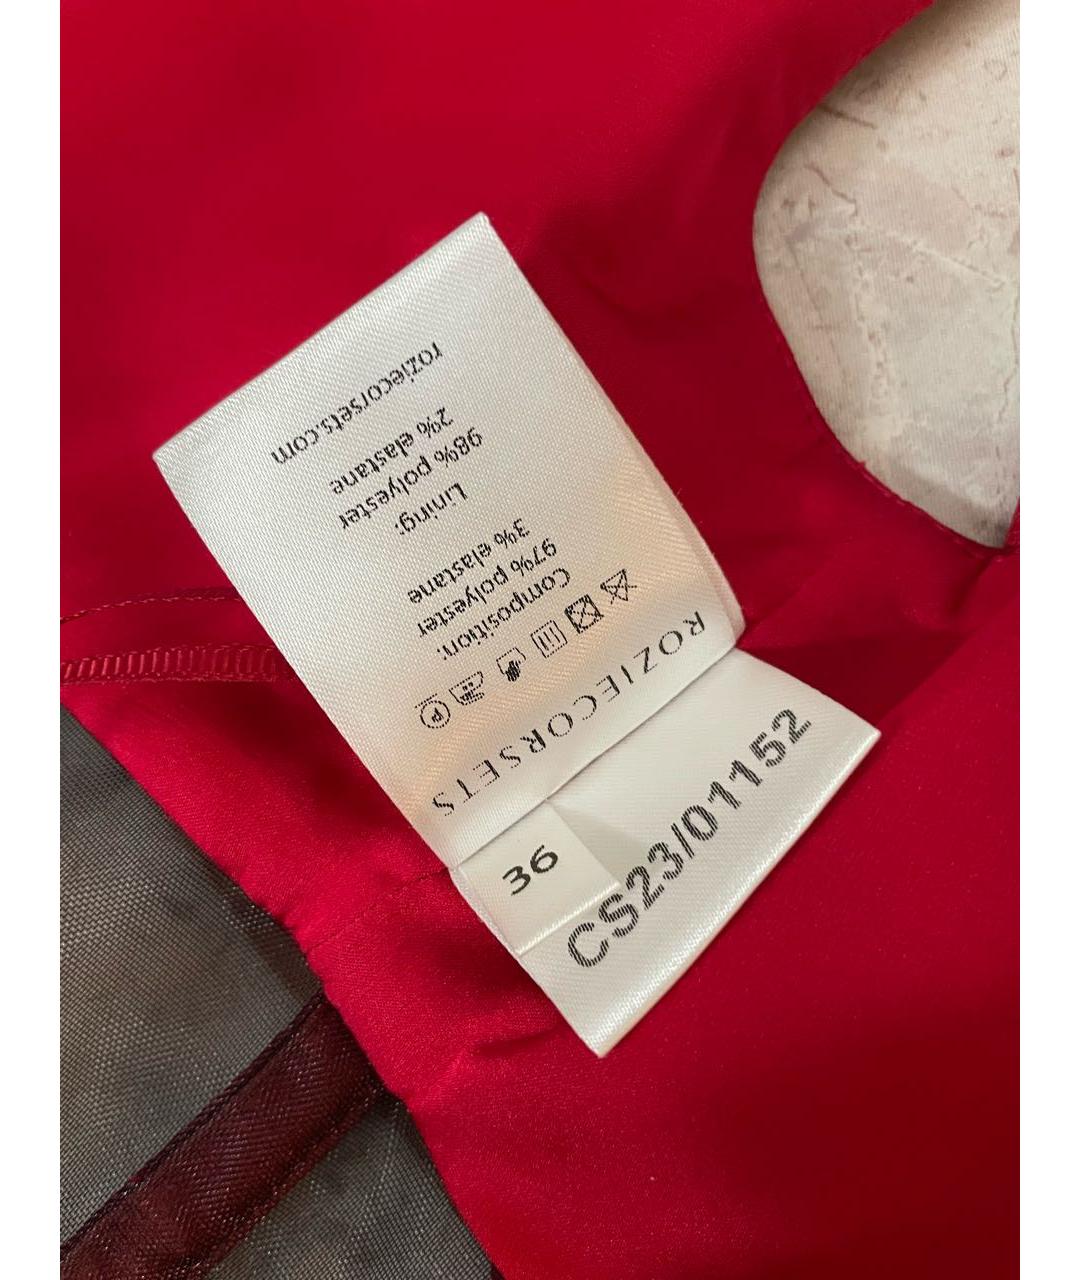 ROZIECORSETS
Composition:
97% polyester
3% elastane
Lining:
98% polyester
2% elastane
roziecorsets.com
36
CS23/01152